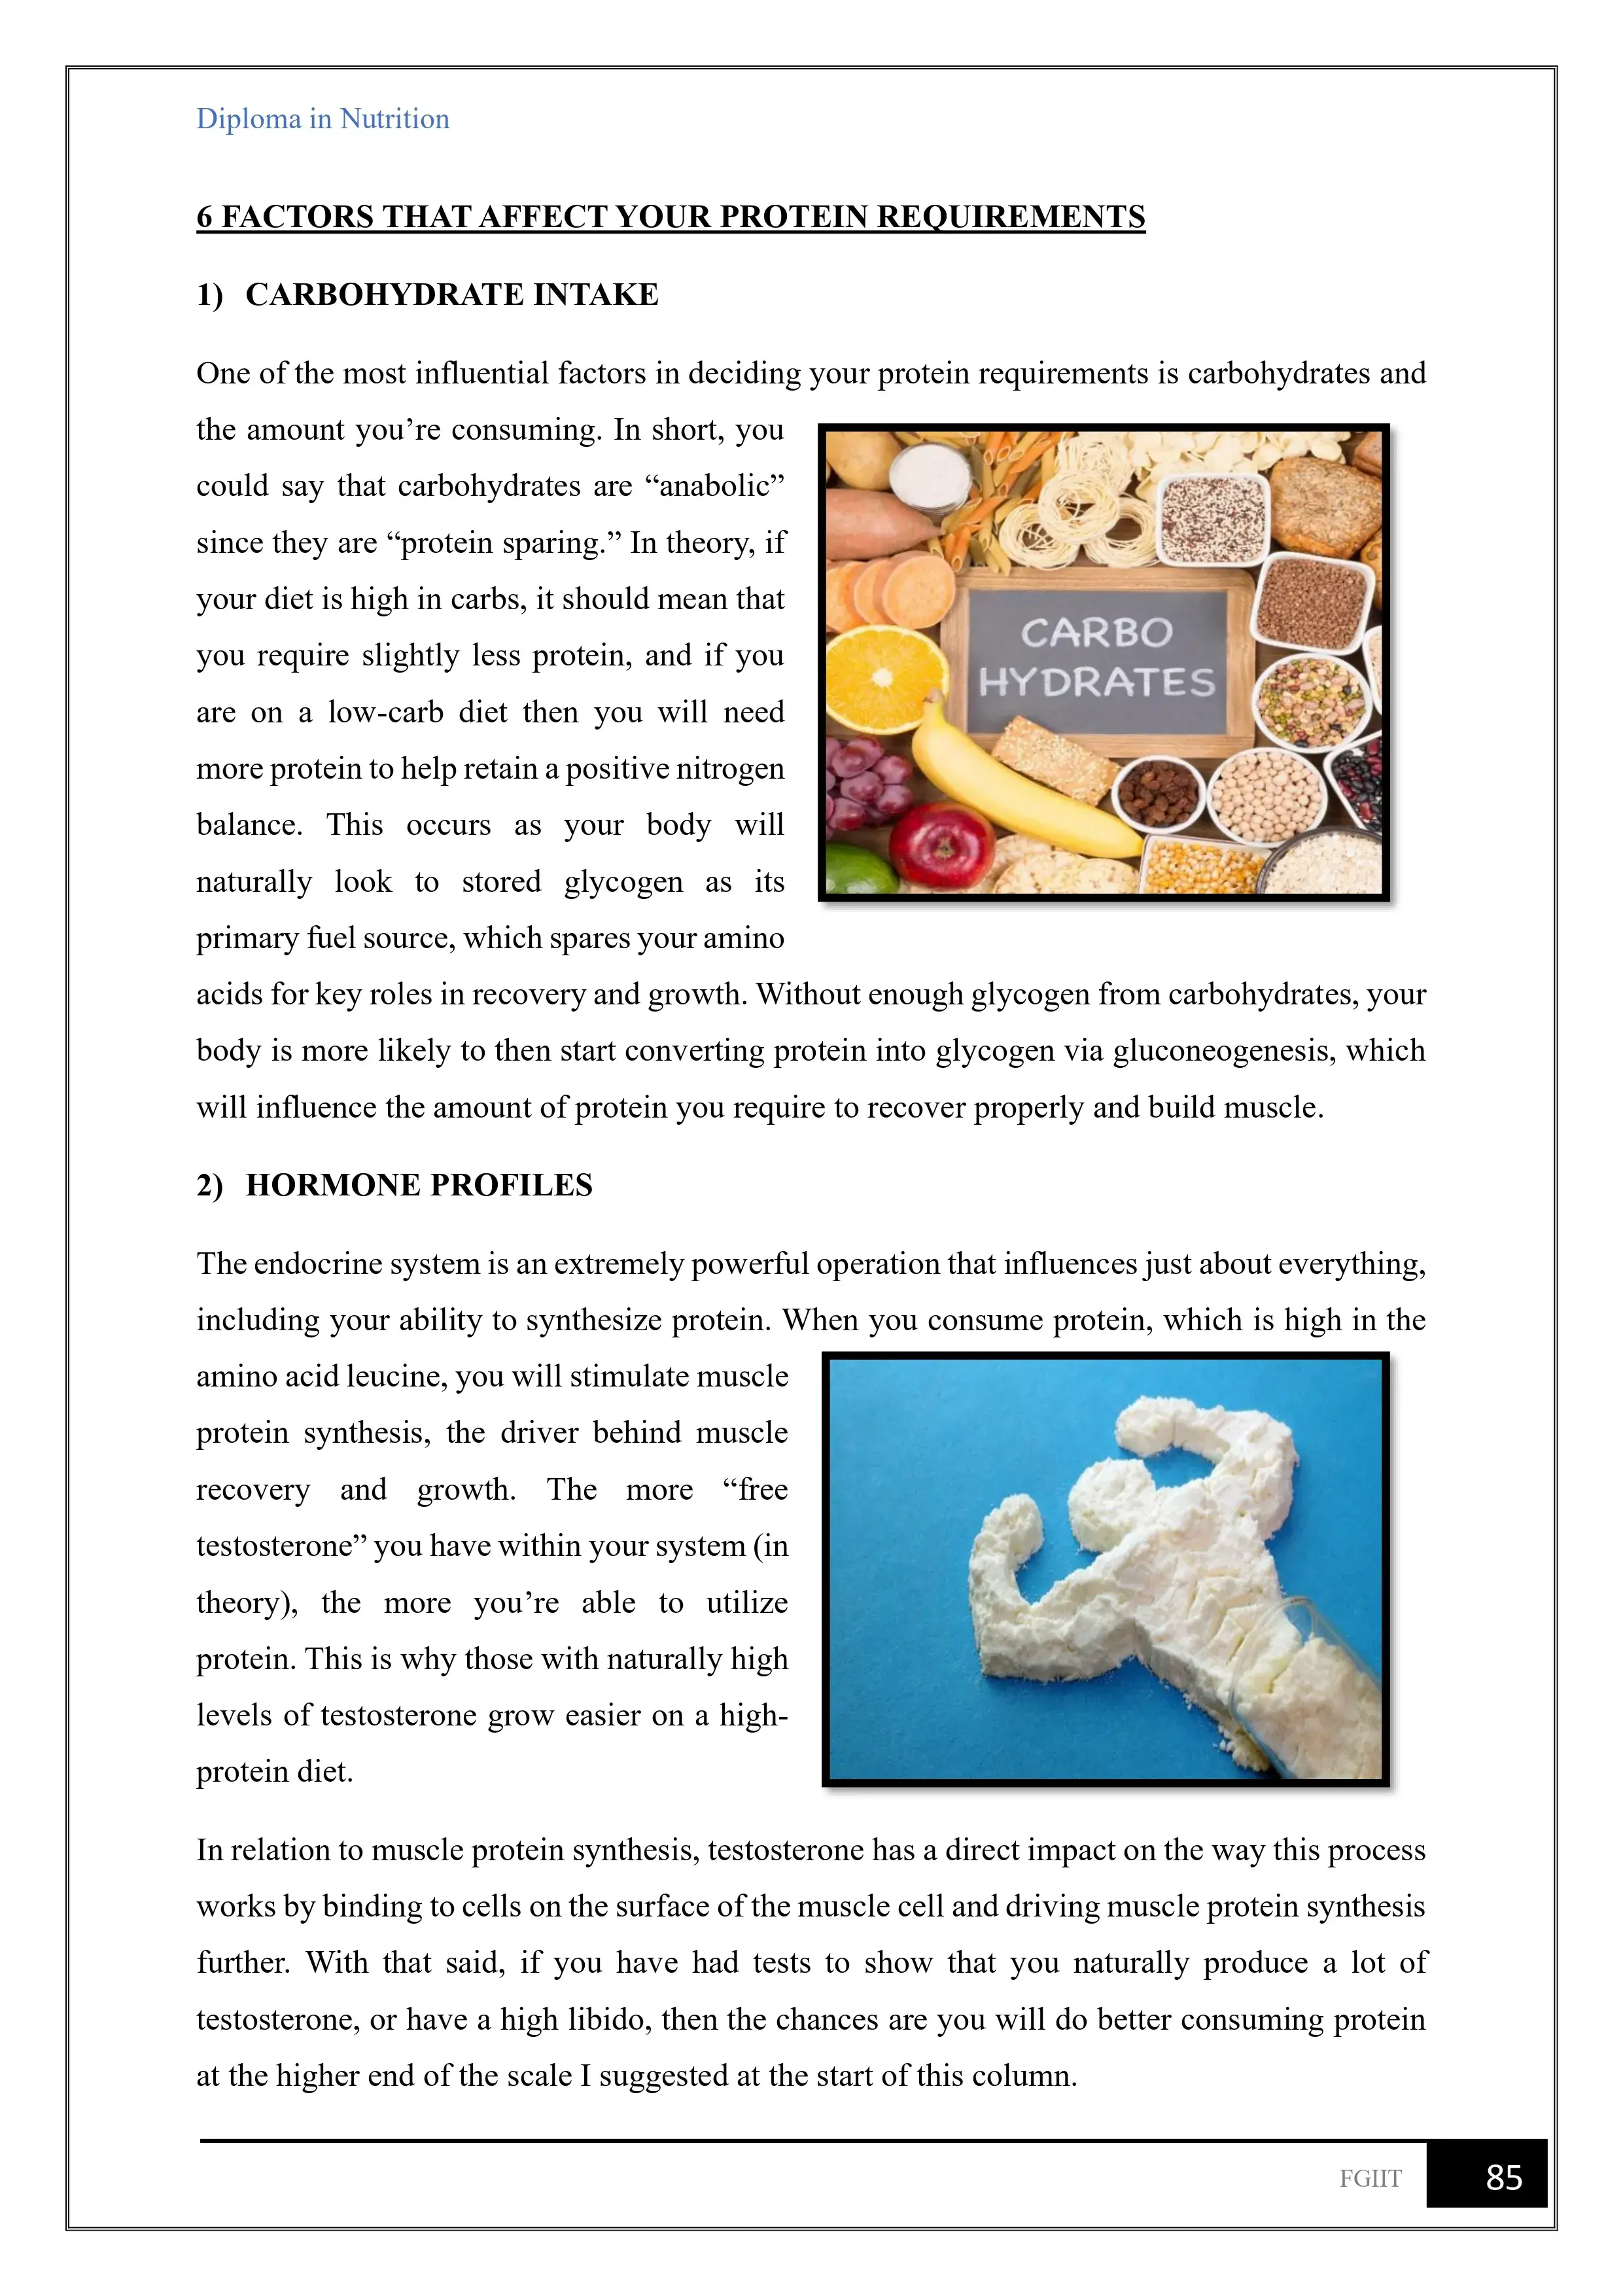 Diploma in Nutrition
6 FACTORS THAT AFFECT YOUR PROTEIN REQUIREMENTS
1) CARBOHYDRATE INTAKE
One of the most influential factors in deciding your protein requirements is carbohydrates and
the amount you’re consuming. In short, you
could say that carbohydrates are “anabolic”
since they are “protein sparing.” In theory, if
your diet is high in carbs, it should mean that
you require slightly less protein, and if you
are on a low-carb diet then you will need
more protein to help retain a positive nitrogen
balance. This occurs as your body will
naturally look to stored glycogen as its
primary fuel source, which spares your amino
CARBO
HYDRATES
acids for key roles in recovery and growth. Without enough glycogen from carbohydrates, your
body is more likely to then start converting protein into glycogen via gluconeogenesis, which
will influence the amount of protein you require to recover properly and build muscle.
2) HORMONE PROFILES
The endocrine system is an extremely powerful operation that influences just about everything,
including your ability to synthesize protein. When you consume protein, which is high in the
amino acid leucine, you will stimulate muscle
protein synthesis, the driver behind muscle
recovery and growth. The more “free
testosterone” you have within your system (in
theory), the more you’re able to utilize
protein. This is why those with naturally high
levels of testosterone grow easier on a high-
protein diet.
In relation to muscle protein synthesis, testosterone has a direct impact on the way this process
works by binding to cells on the surface of the muscle cell and driving muscle protein synthesis
further. With that said, if you have had tests to show that you naturally produce a lot of
testosterone, or have a high libido, then the chances are you will do better consuming protein
at the higher end of the scale I suggested at the start of this column.
FGIIT 85